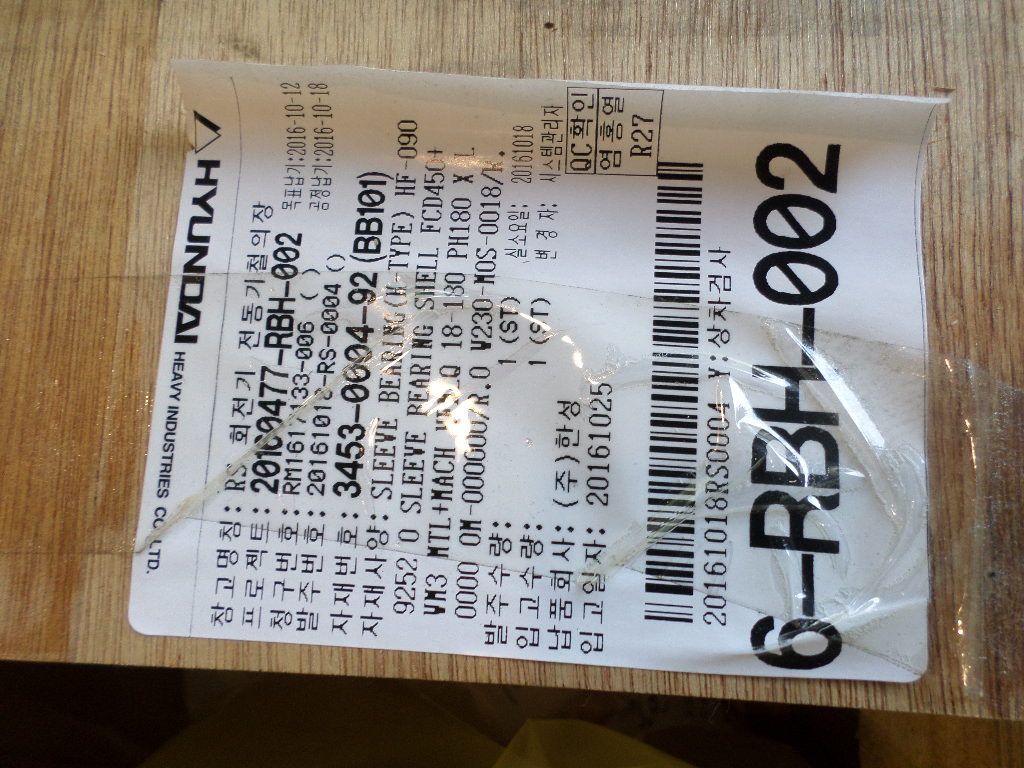 HYUNDAI HEAVY INDUSTRIES CO., LTD.
창고명칭: RS 회전기 전동기철의장
프로젝트: 20160477-RBH-002
목표납기:2016-10-12
청구번호: RM1617133-006 ( )
공정납기:2016-10-18
발주번호: 20161018-RS-0004 ()
자재번호: 3453-0004-92 (BB101)
자재사양: SLEEVE BEARING(H-TYPE) HF-090
9252 0 SLEEVE BEARING SHELL FCD450+
WM3 MTL+MACH 18-180 PH180 X L
0000 OM-0000000/R.0 W230-MOS-0018/
발주수량: 1 (ST)
실소요일: 20161018
입고수량: 1 (ST)
변 경 자: 시스템관리자
납품회사: (주)한성
입고일자: 20161025
QC확인
염홍열
R27
20161018RS0004 Y:상차검사
6-RBH-002